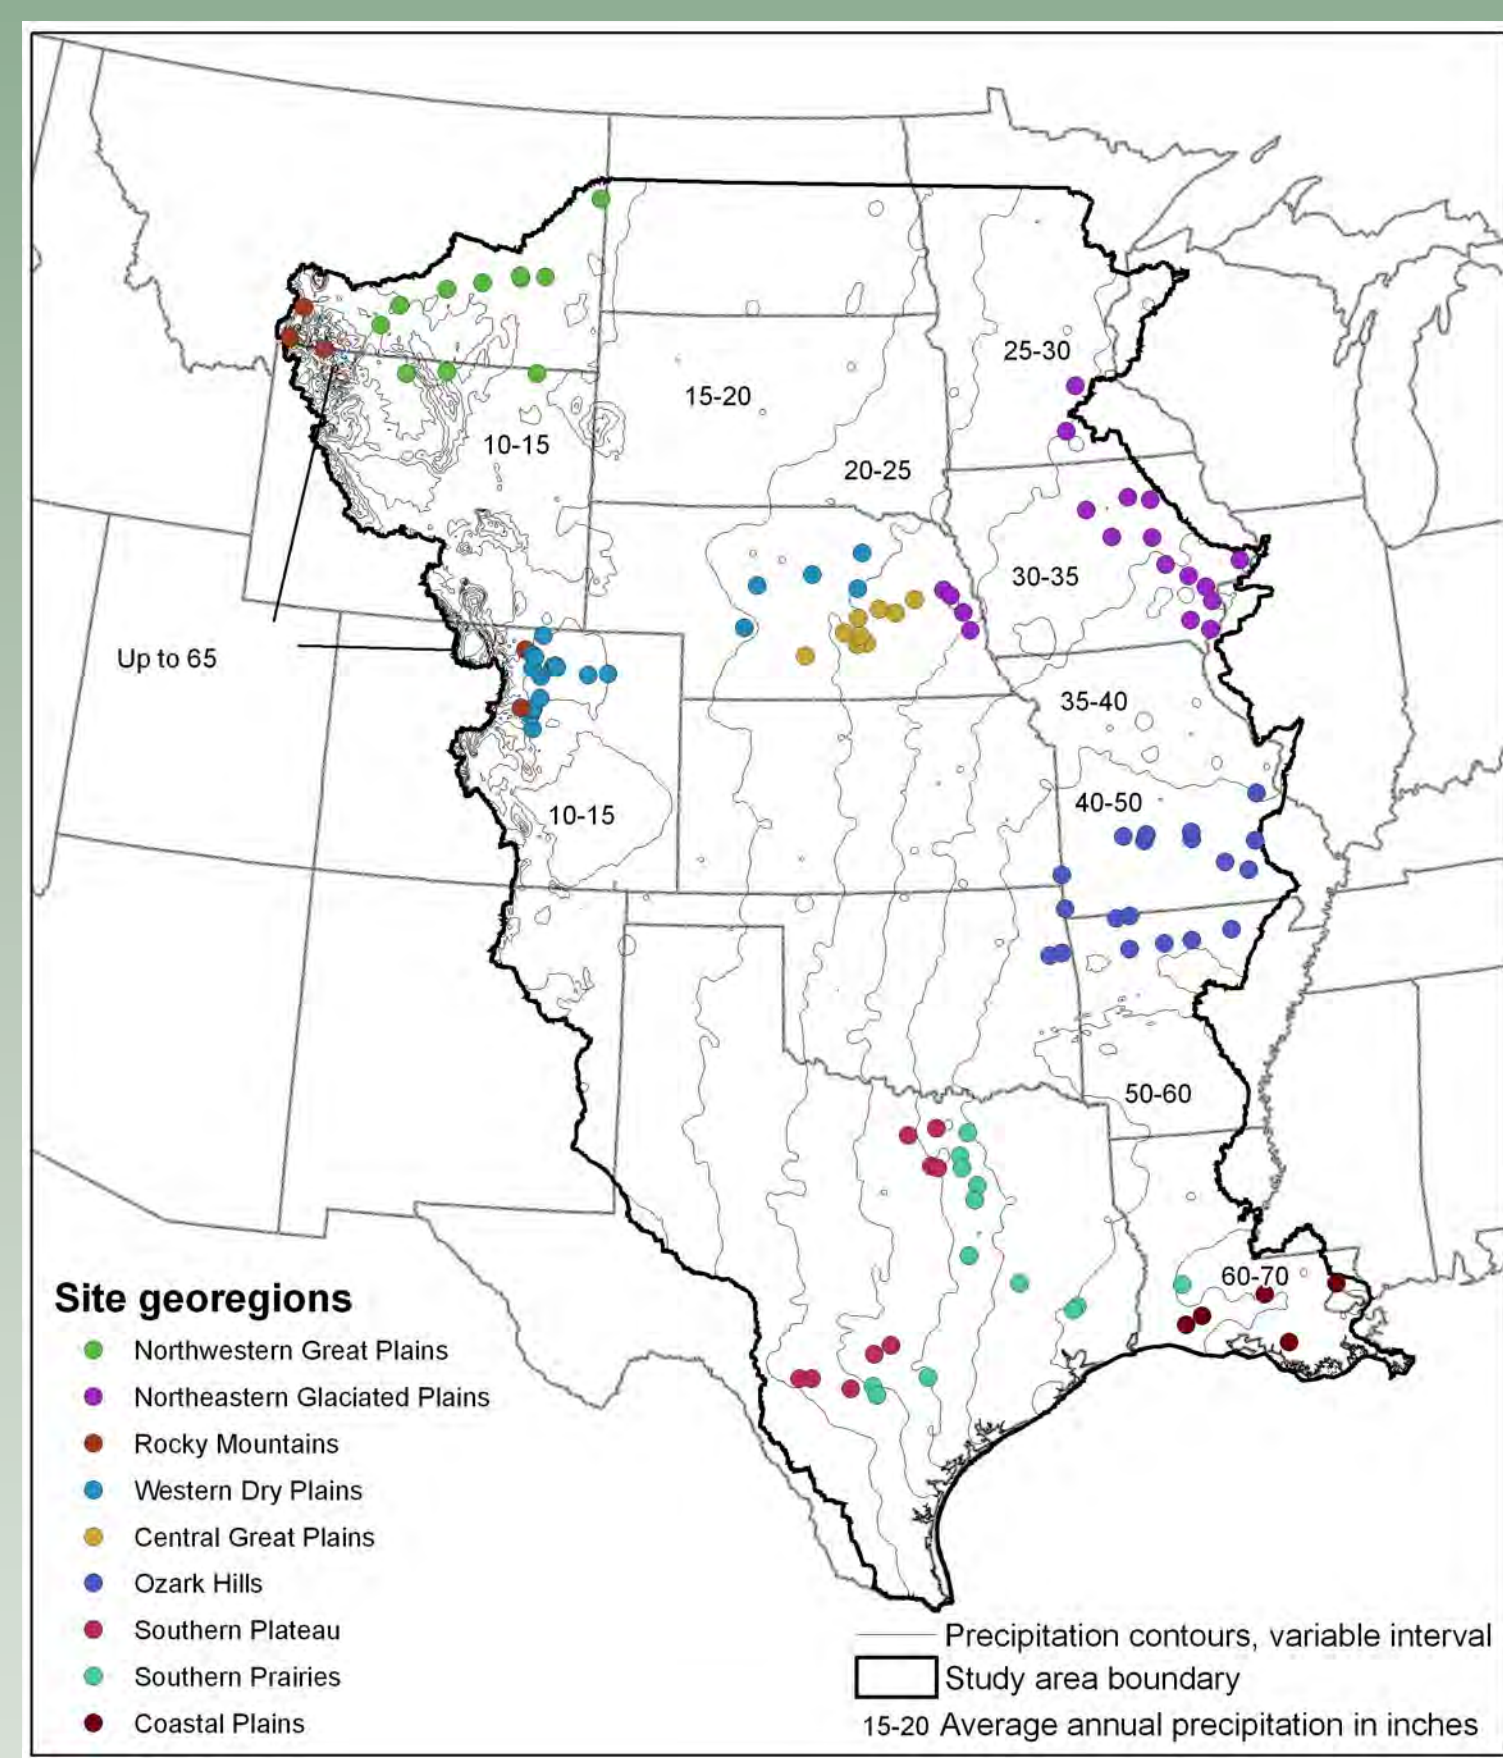 25-30
15-20
10-15
20-25
30-35
Up to 65
35-40
40-50
10-15
50-60
60-70
Site georegions
Northwestern Great Plains
Northeastern Glaciated Plains
Rocky Mountains
Western Dry Plains
Central Great Plains
Ozark Hills
Southern Plateau
Southern Prairies
Coastal Plains
Precipitation contours, variable interval
Study area boundary
15-20 Average annual precipitation in inches